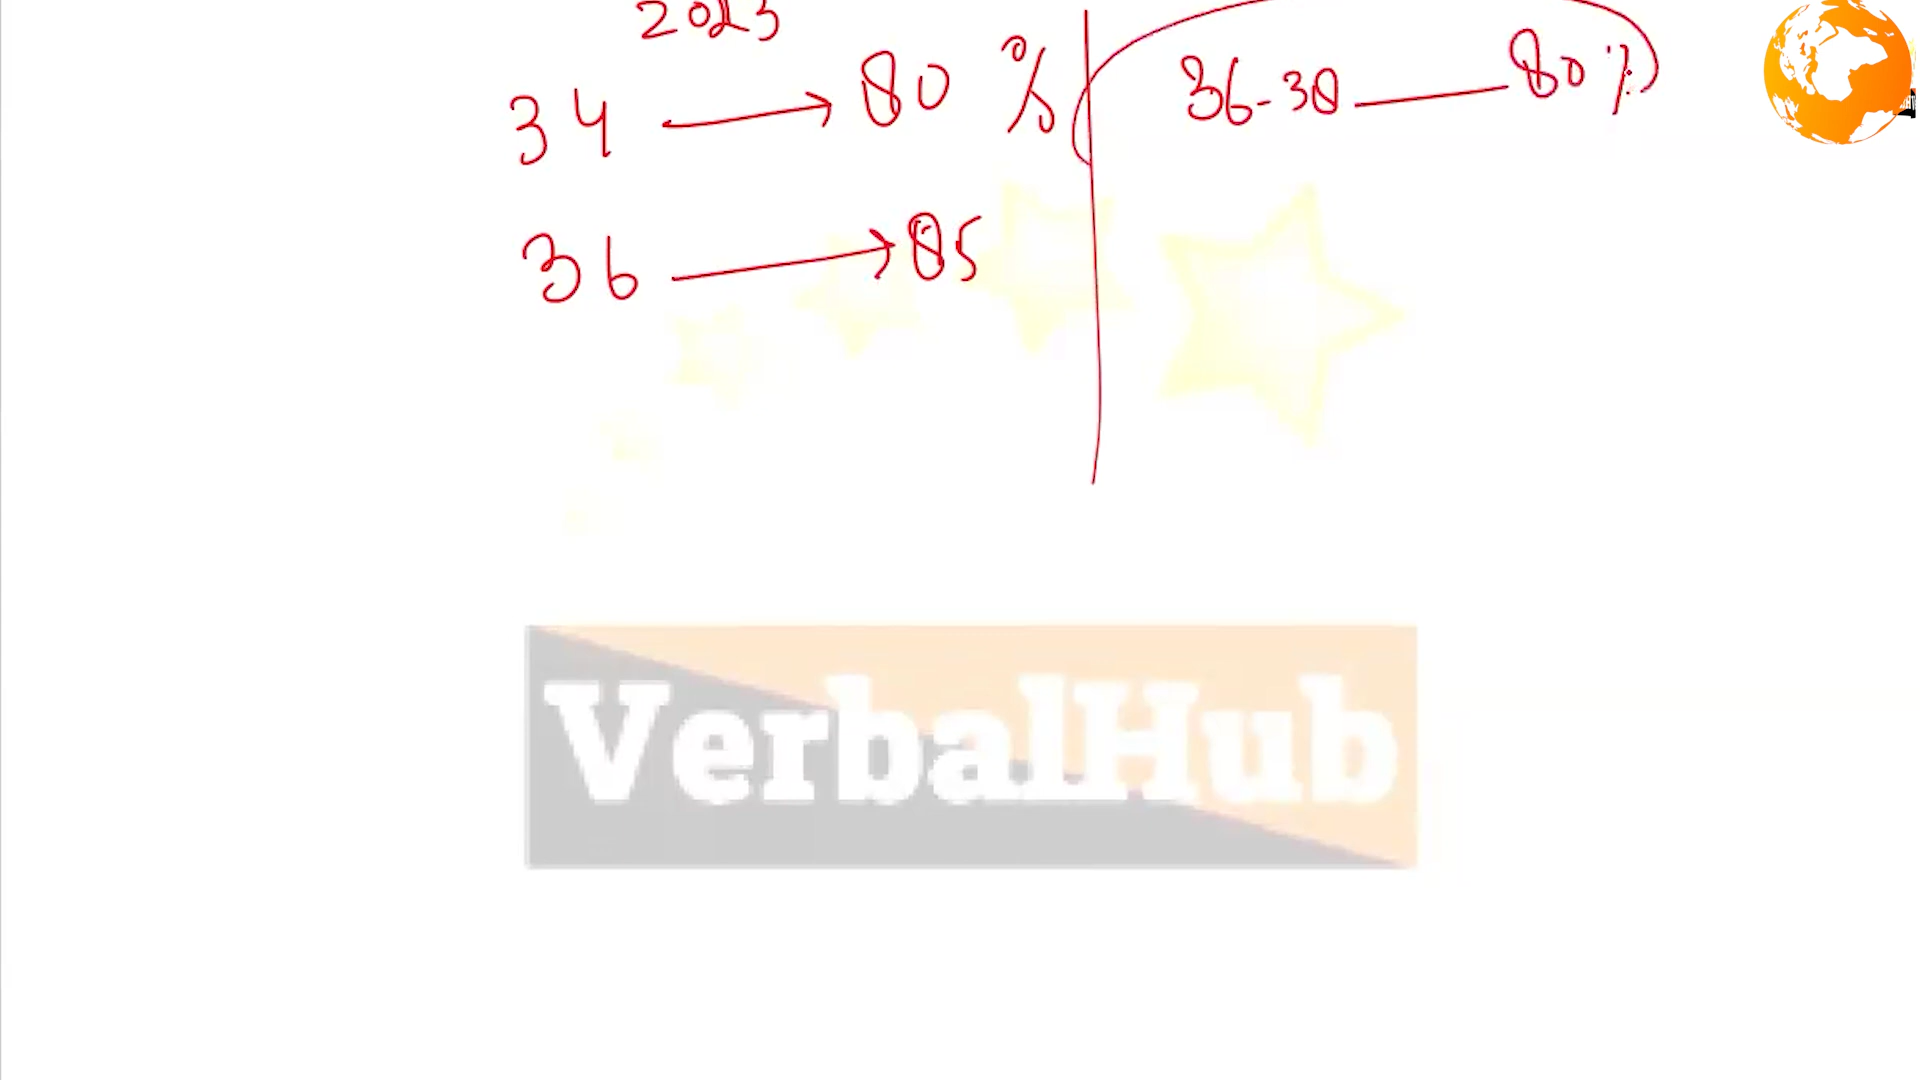 2023
34 → 80 %
36-38 — 80%
36 → 85
VerbalHub